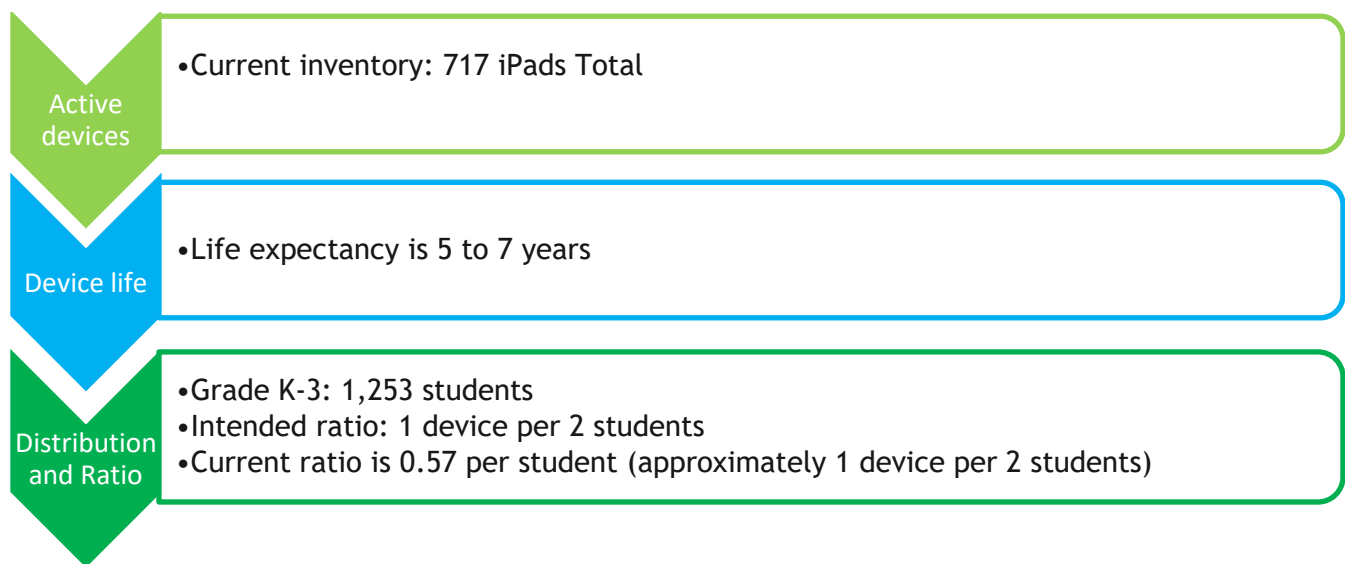 Active
devices
•Current inventory: 717 iPads Total
Device life
•Life expectancy is 5 to 7 years
Distribution
and Ratio
•Grade K-3: 1,253 students
•Intended ratio: 1 device per 2 students
•Current ratio is 0.57 per student (approximately 1 device per 2 students)